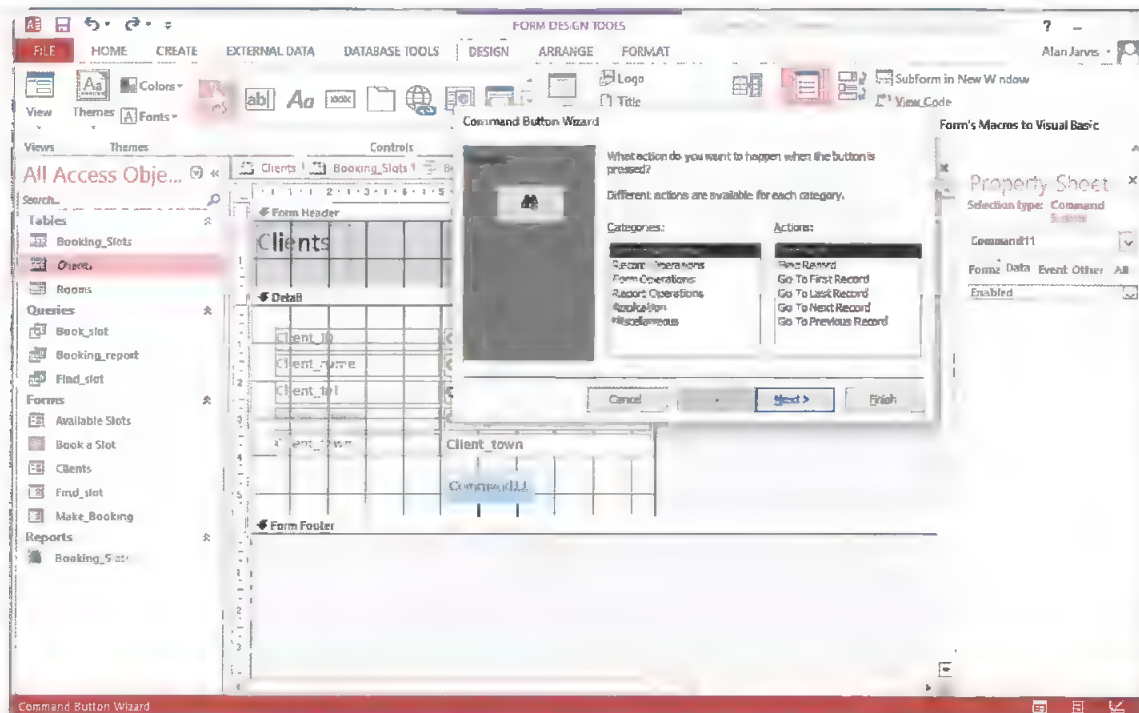 FORM DESIGN TOOLS
?
FILE HOME CREATE EXTERNAL DATA DATABASE TOOLS DESIGN ARRANGE FORMAT Alan Jarvis
View
Themes
Aa
Colors
Fonts
ab|
Aa
XXXX
Logo
Title
Subform in New Window
View Code
Form's Macros to Visual Basic
Views Themes Controls
All Access Obje...
Search...
Tables
Booking_Slots
Clients
Rooms
Queries
Book_slot
Booking_report
Find_slot
Forms
Available Slots
Book a Slot
Clients
Find_slot
Make_Booking
Reports
Clients Booking_Slots
Form Header
Clients
Detail
Client_ID
Client_name
Client_tel
Client_town Client_town
Command11
Form Footer
Command Button Wizard
What action do you want to happen when the button is
pressed?
Different actions are available for each category.
Categories: Actions:
Record Operations
Form Operations
Report Operations
Application
Miscellaneous
Find Record
Go To First Record
Go To Last Record
Go To Next Record
Go To Previous Record
Cancel Next > Finish
Property Sheet
Selection type: Command
Command11
Data Event Other All
Enabled
Command Button Wizard